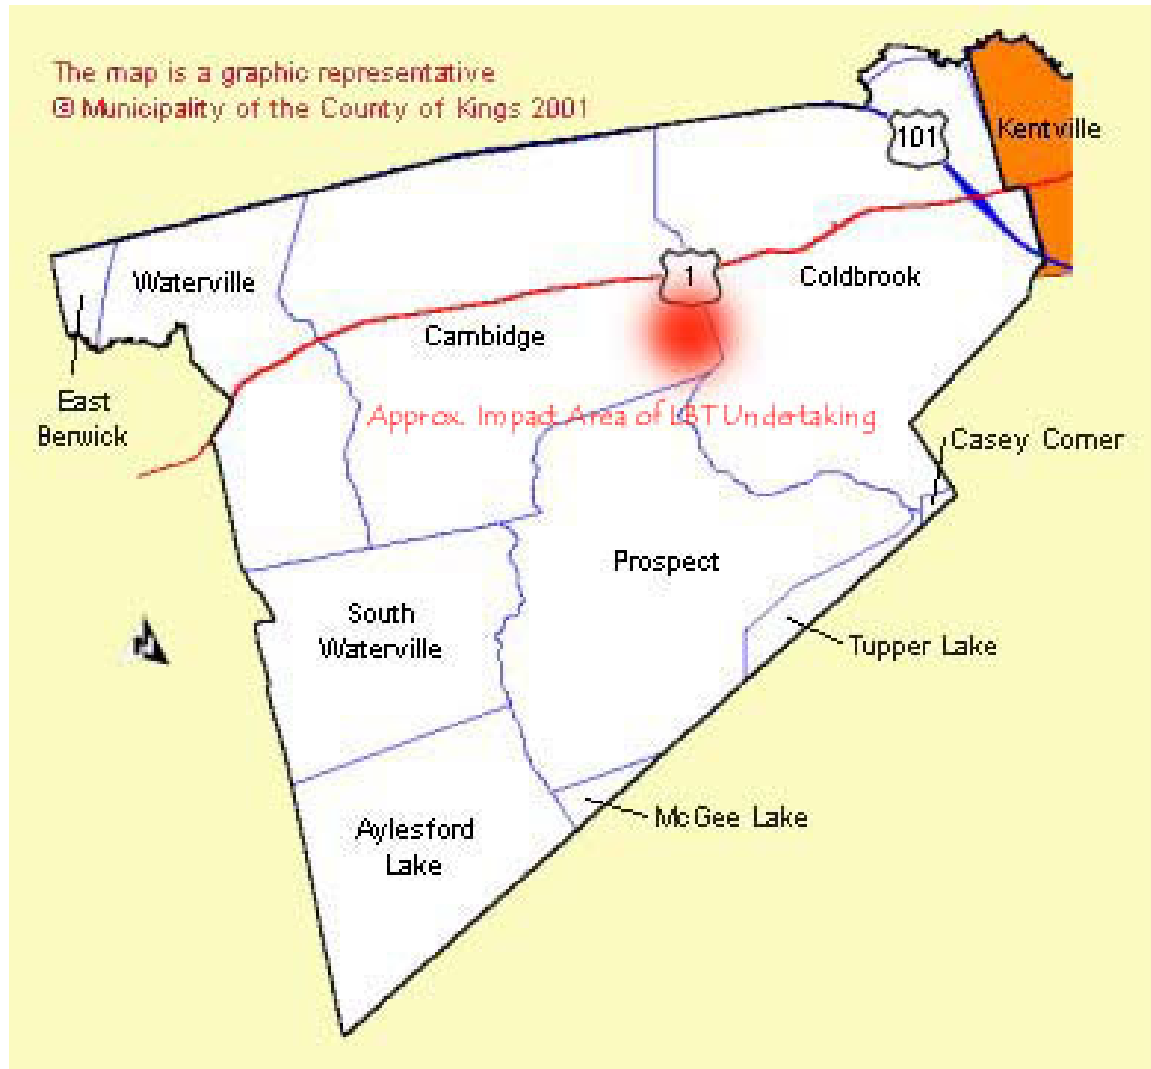 The map is a graphic representative
© Municipality of the County of Kings 2001
101
Kentville
Waterville
1
Coldbrook
Cambidge
East
Berwick
Approx. Impact Area of LBT Undertaking
Casey Corner
Prospect
South
Waterville
Tupper Lake
McGee Lake
Aylesford
Lake